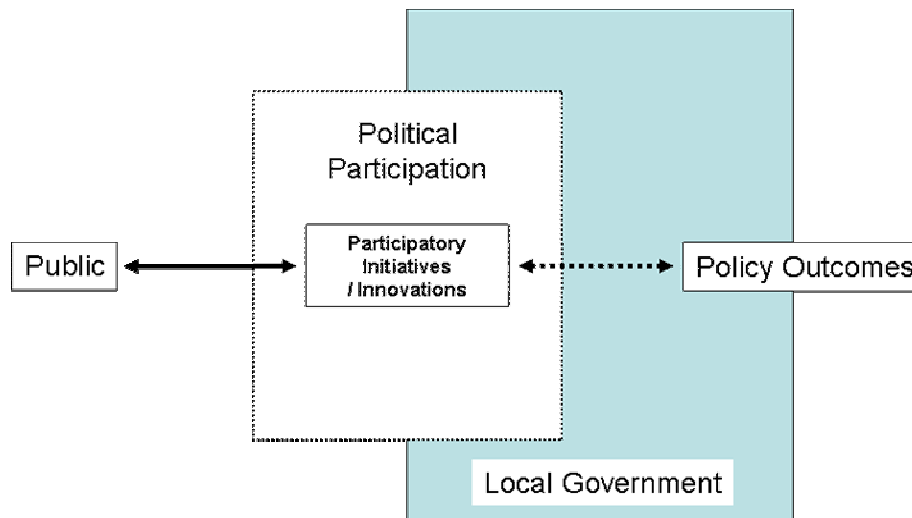 Political
Participation
Public
Participatory
Initiatives
/ Innovations
Policy Outcomes
Local Government